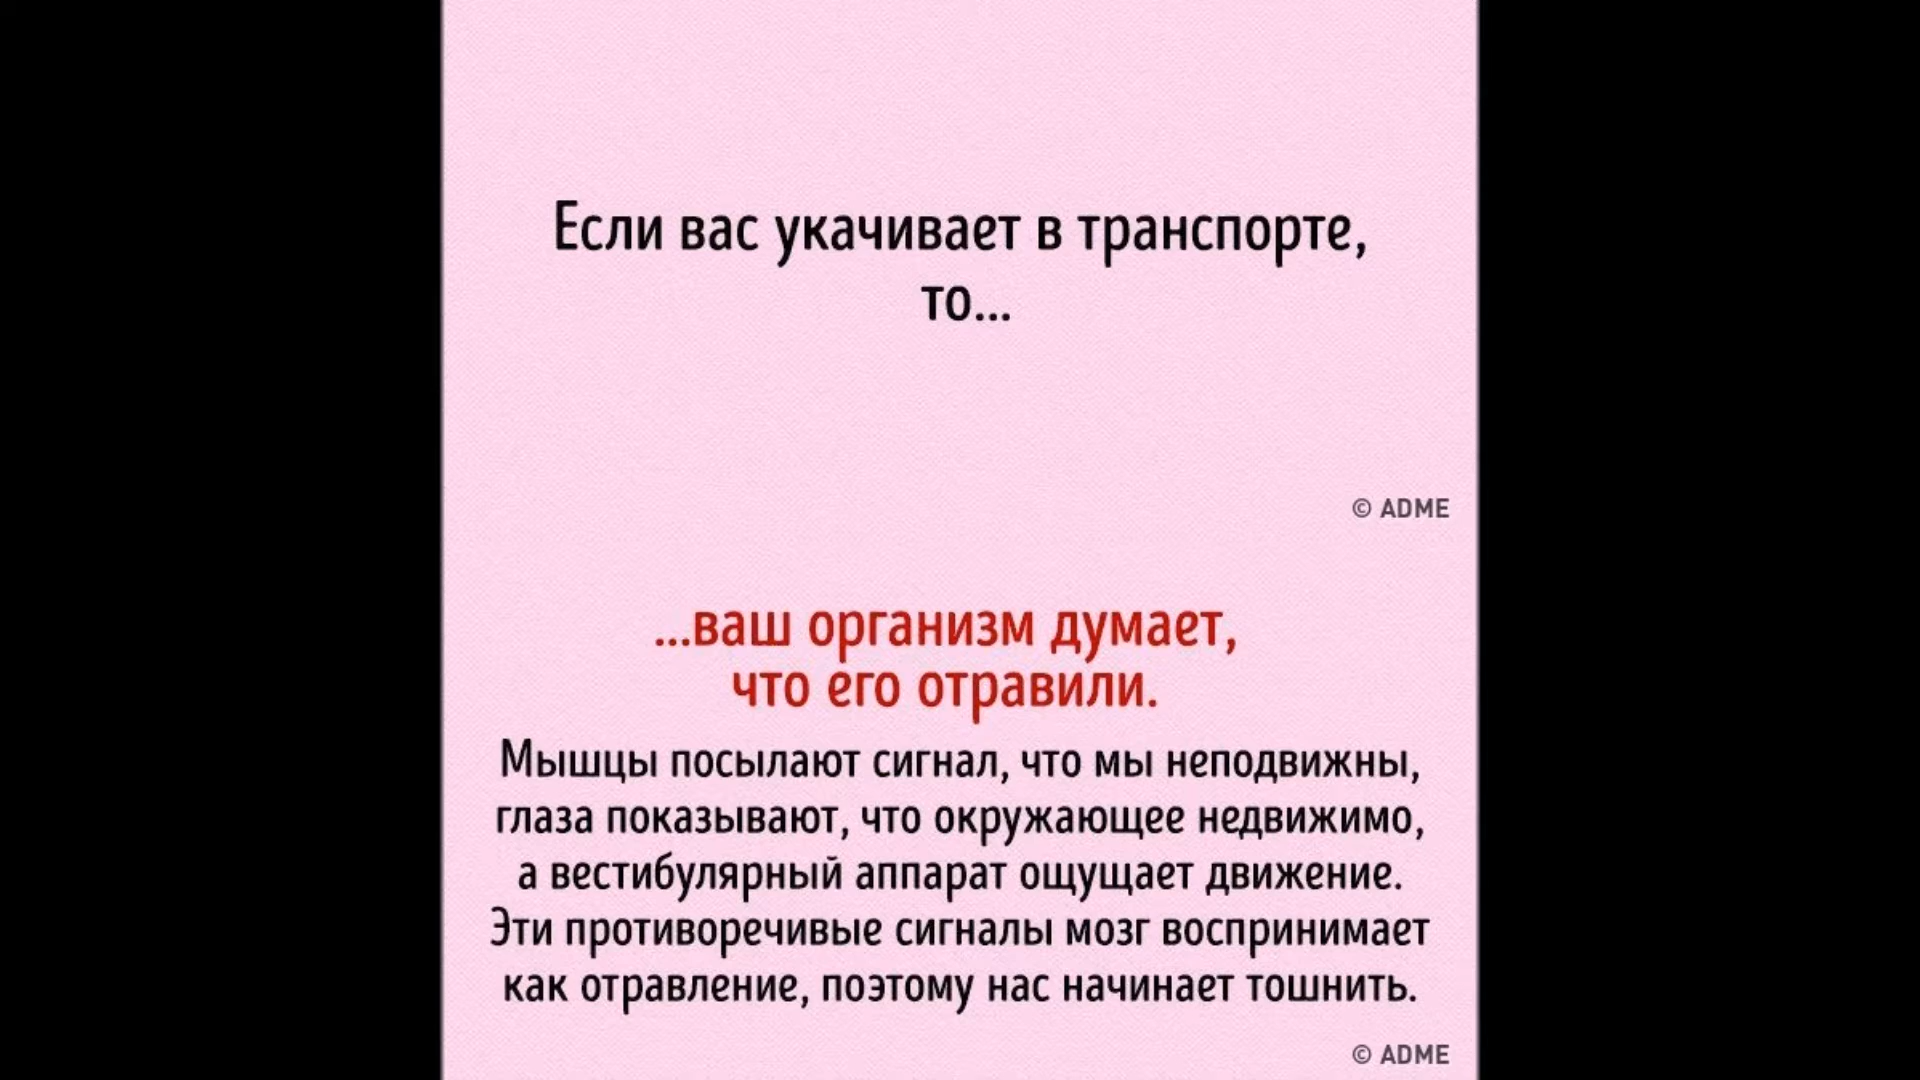 Если вас укачивает в транспорте,
то...
© ADME
...ваш организм думает,
что его отравили.
Мышцы посылают сигнал, что мы неподвижны,
глаза показывают, что окружающее недвижимо,
а вестибулярный аппарат ощущает движение.
Эти противоречивые сигналы мозг воспринимает
как отравление, поэтому нас начинает тошнить.
© ADME